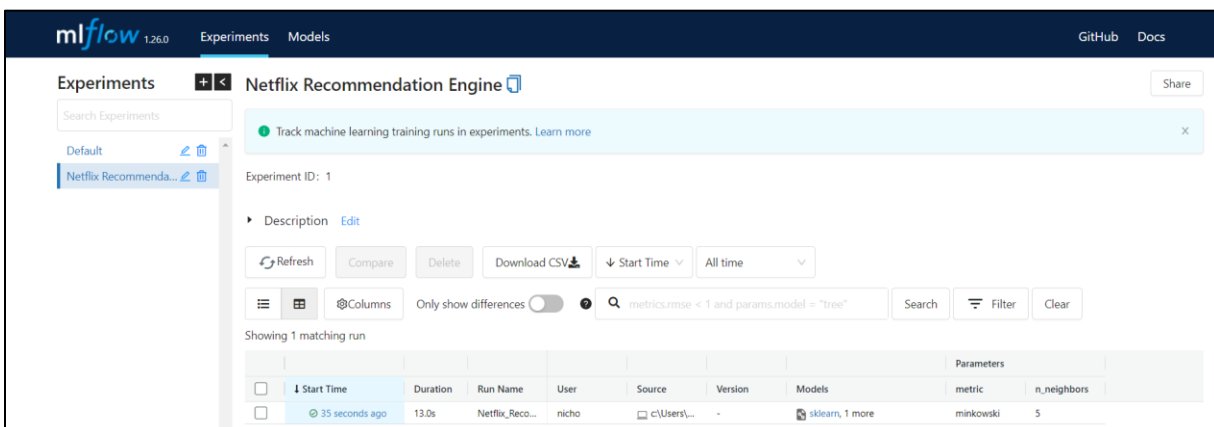 mlflow 1.26.0 Experiments Models GitHub Docs
Experiments + < Netflix Recommendation Engine Share
Search Experiments
Track machine learning training runs in experiments. Learn more X
Default
Netflix Recommenda...
Experiment ID: 1
Description Edit
Refresh Compare Delete Download CSV ↓ Start Time All time
Columns Only show differences ? metrics.rmse < 1 and params.model = "tree" Search Filter Clear
Showing 1 matching run
Parameters
↓ Start Time Duration Run Name User Source Version Models metric n_neighbors
35 seconds ago 13.0s Netflix_Reco... nicho c:\Users\... - sklearn, 1 more minkowski 5